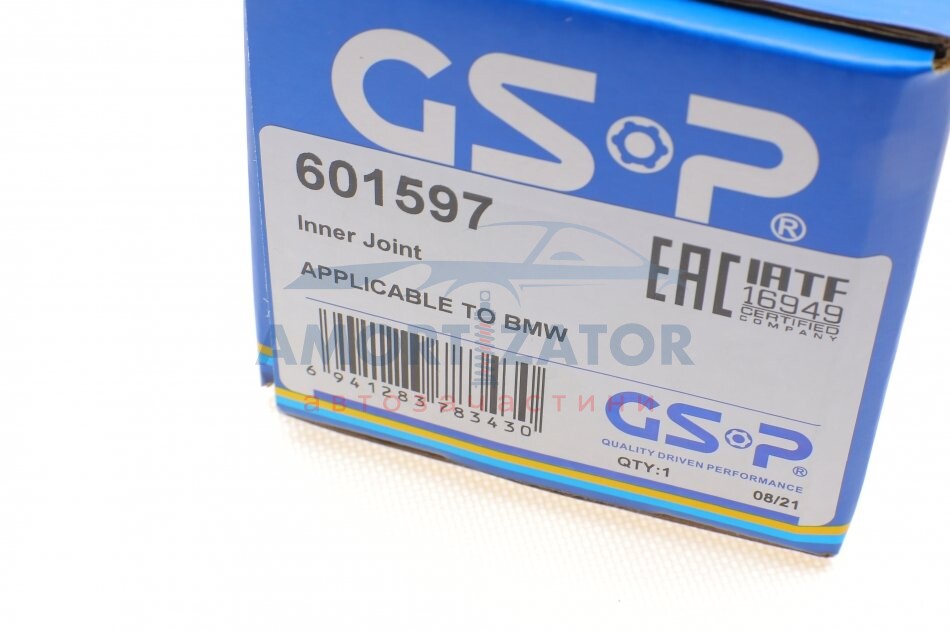 GSP®
601597
Inner Joint
APPLICABLE TO BMW
EAC
IATF
16949
CERTIFIED
COMPANY
AMORTIZATOR
автозапчастини
6 941283 783430
GSP®
QUALITY DRIVEN PERFORMANCE
QTY:1
08/21